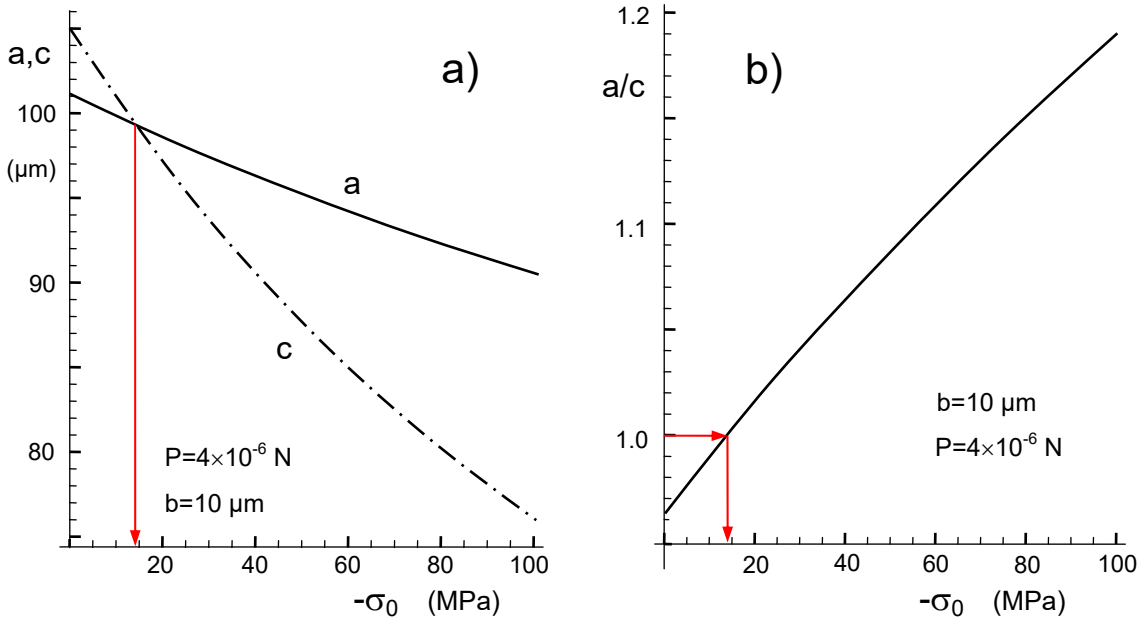 a,c
a)
100
(μm)
a
90
c
80
P=4×10⁻⁶ N
b=10 μm
20 40 60 80 100
-σ₀ (MPa)
1.2
b)
a/c
1.1
b=10 μm
1.0
P=4×10⁻⁶ N
0 20 40 60 80 100
-σ₀ (MPa)